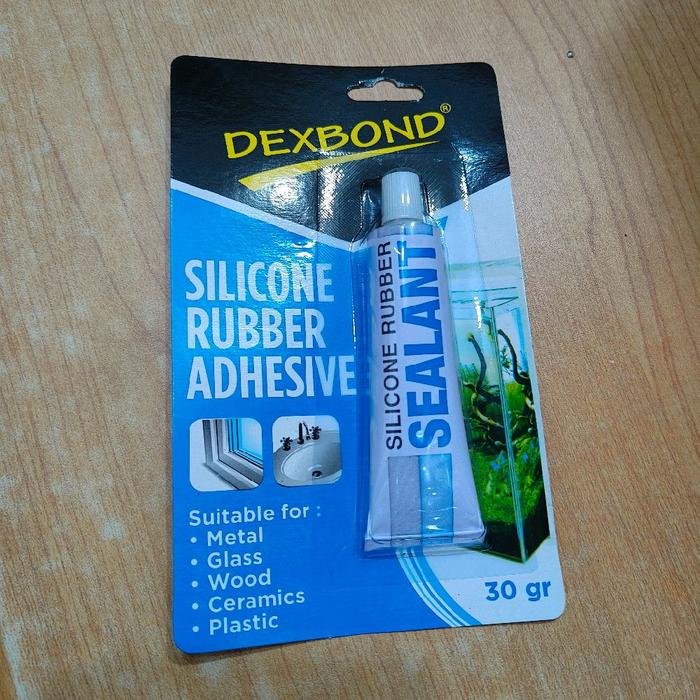 DEXBOND®
SILICONE
RUBBER
ADHESIVE
SILICONE RUBBER
SEALANT
Suitable for :
• Metal
• Glass
• Wood
• Ceramics
• Plastic
30 gr